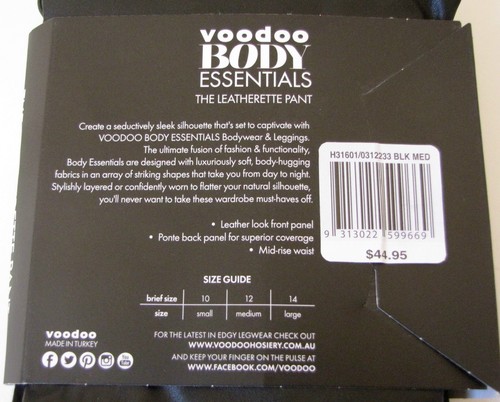 voodoo
BODY
ESSENTIALS
THE LEATHERETTE PANT
Create a seductively sleek silhouette that's set to captivate with
VOODOO BODY ESSENTIALS Bodywear & Leggings.
The ultimate fusion of fashion & functionality,
Body Essentials are designed with luxuriously soft, body-hugging
fabrics in an array of striking shapes that take you from day to night.
Stylishly layered or confidently worn to flatter your natural silhouette,
you'll never want to take these wardrobe must-haves off.
• Leather look front panel
• Ponte back panel for superior coverage
• Mid-rise waist
H31601/0312233 BLK MED
9 313022 599669
$44.95
SIZE GUIDE
brief size 10 12 14
size small medium large
voodoo
MADE IN TURKEY
FOR THE LATEST IN EDGY LEGWEAR CHECK OUT
WWW.VOODOOHOSIERY.COM.AU
AND KEEP YOUR FINGER ON THE PULSE AT
WWW.FACEBOOK.COM/VOODOO